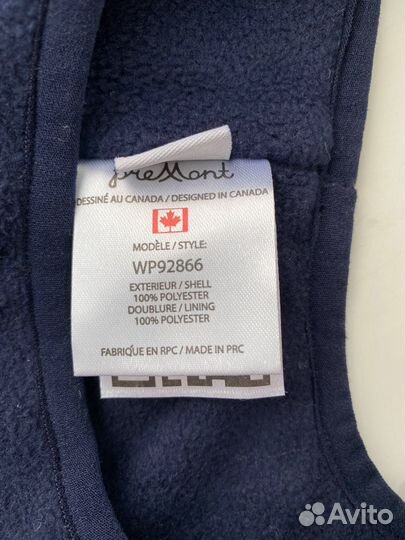 preMont
DESSINÉ AU CANADA / DESIGNED IN CANADA
MODÈLE / STYLE:
WP92866
EXTERIEUR / SHELL
100% POLYESTER
DOUBLURE / LINING
100% POLYESTER
FABRIQUÉ EN RPC / MADE IN PRC
Avito